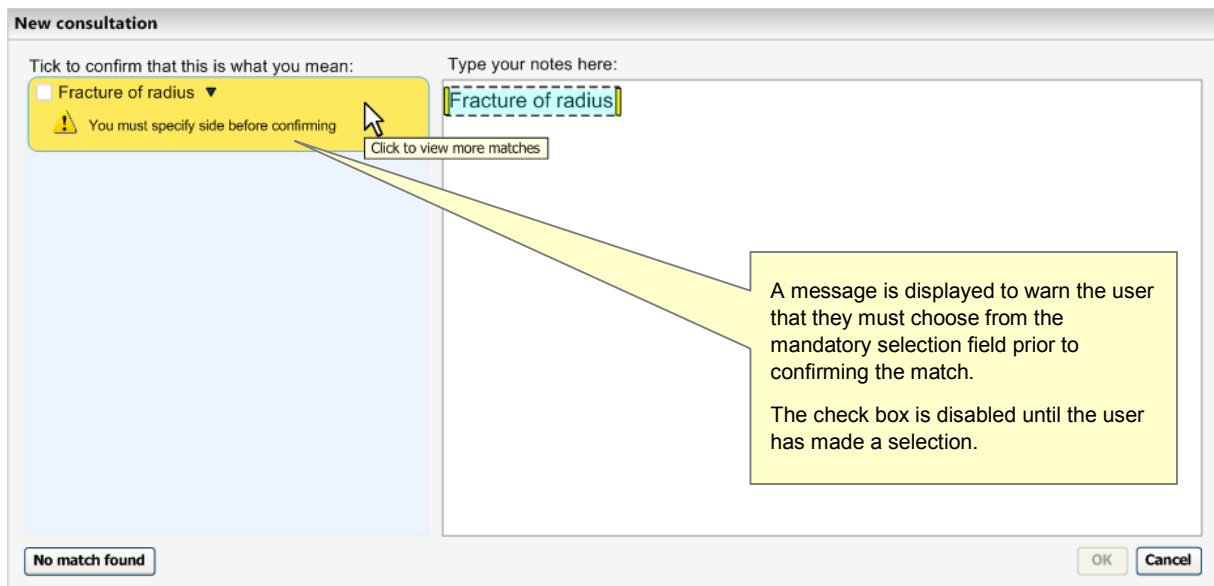 New consultation
Tick to confirm that this is what you mean:
Fracture of radius
You must specify side before confirming
Click to view more matches
Type your notes here:
Fracture of radius
A message is displayed to warn the user
that they must choose from the
mandatory selection field prior to
confirming the match.
The check box is disabled until the user
has made a selection.
No match found
OK
Cancel